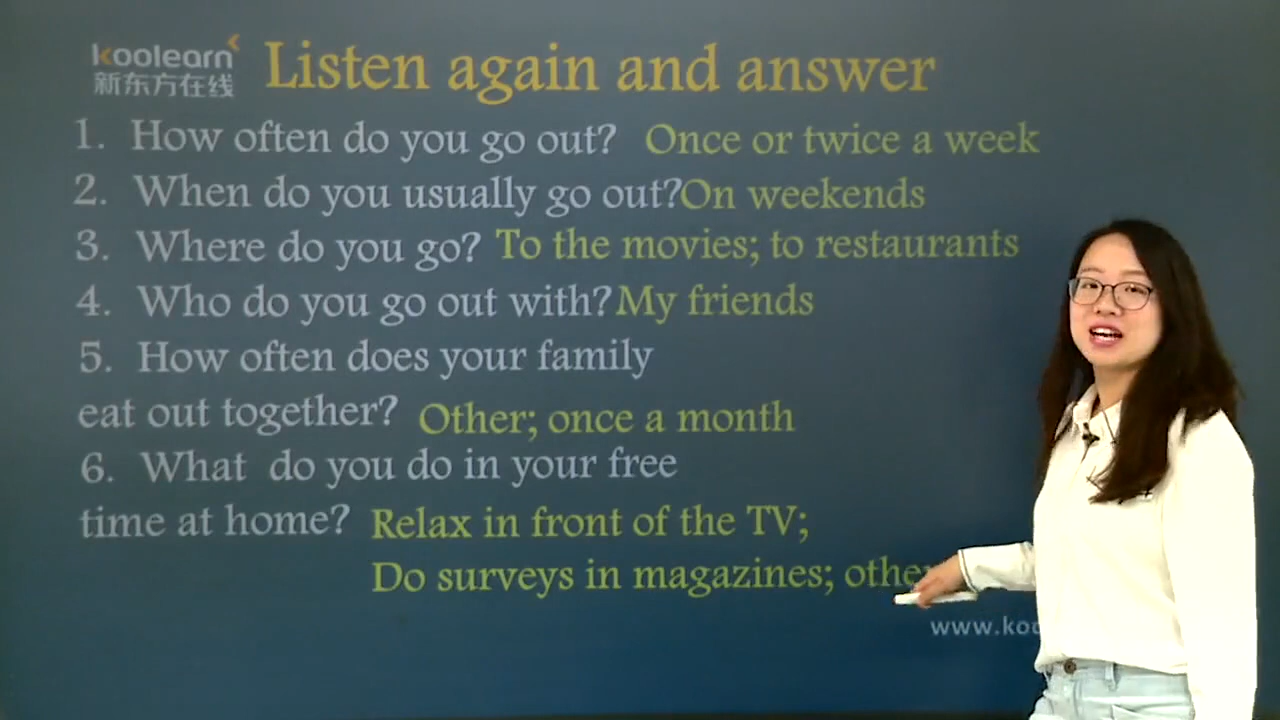 koolearn
新东方在线
Listen again and answer
1. How often do you go out? Once or twice a week
2. When do you usually go out?On weekends
3. Where do you go? To the movies; to restaurants
4. Who do you go out with?My friends
5. How often does your family
eat out together? Other; once a month
6. What do you do in your free
time at home? Relax in front of the TV;
Do surveys in magazines;